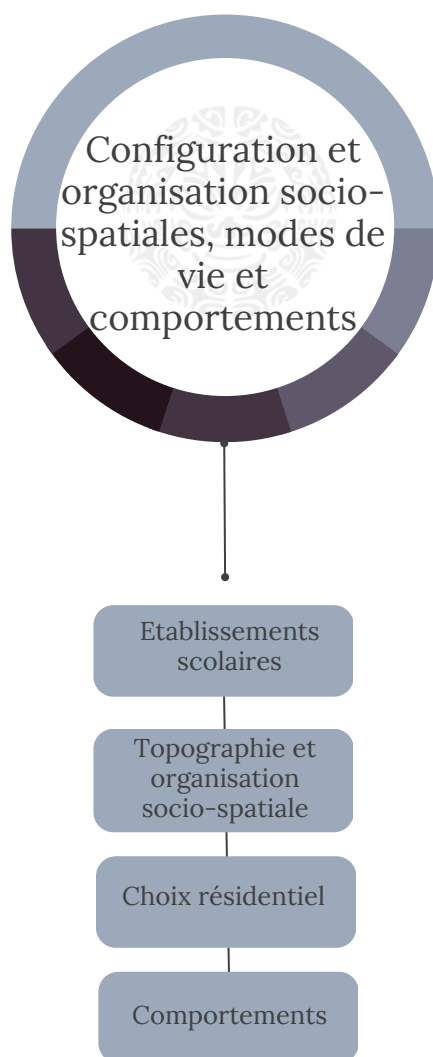 Configuration et
organisation socio-
spatiales, modes de
vie et
comportements
Etablissements
scolaires
Topographie et
organisation
socio-spatiale
Choix résidentiel
Comportements